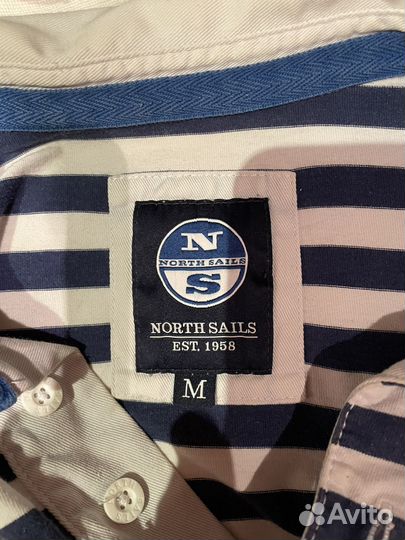 N
NORTH SAILS
S
NORTH SAILS
EST. 1958
M
Avito